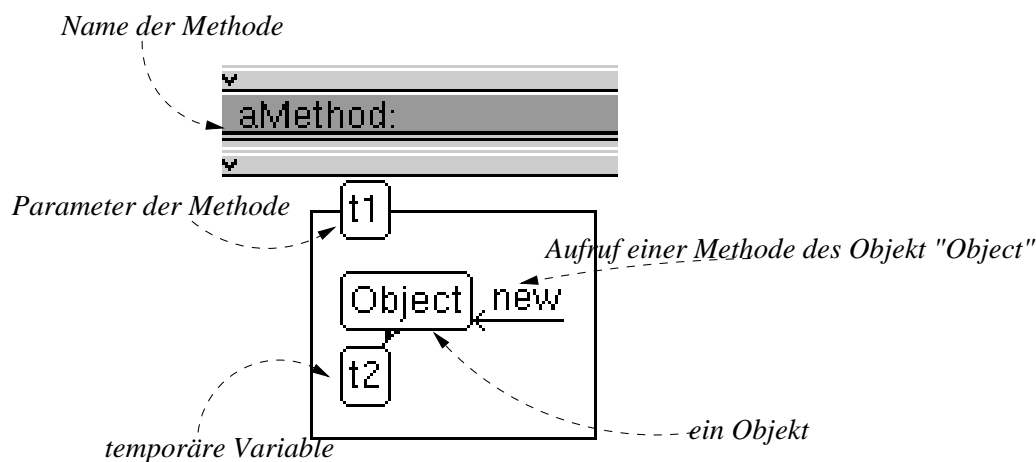 Name der Methode
aMethod:
t1
Parameter der Methode
Aufruf einer Methode des Objekt "Object"
Object
new
t2
ein Objekt
temporäre Variable